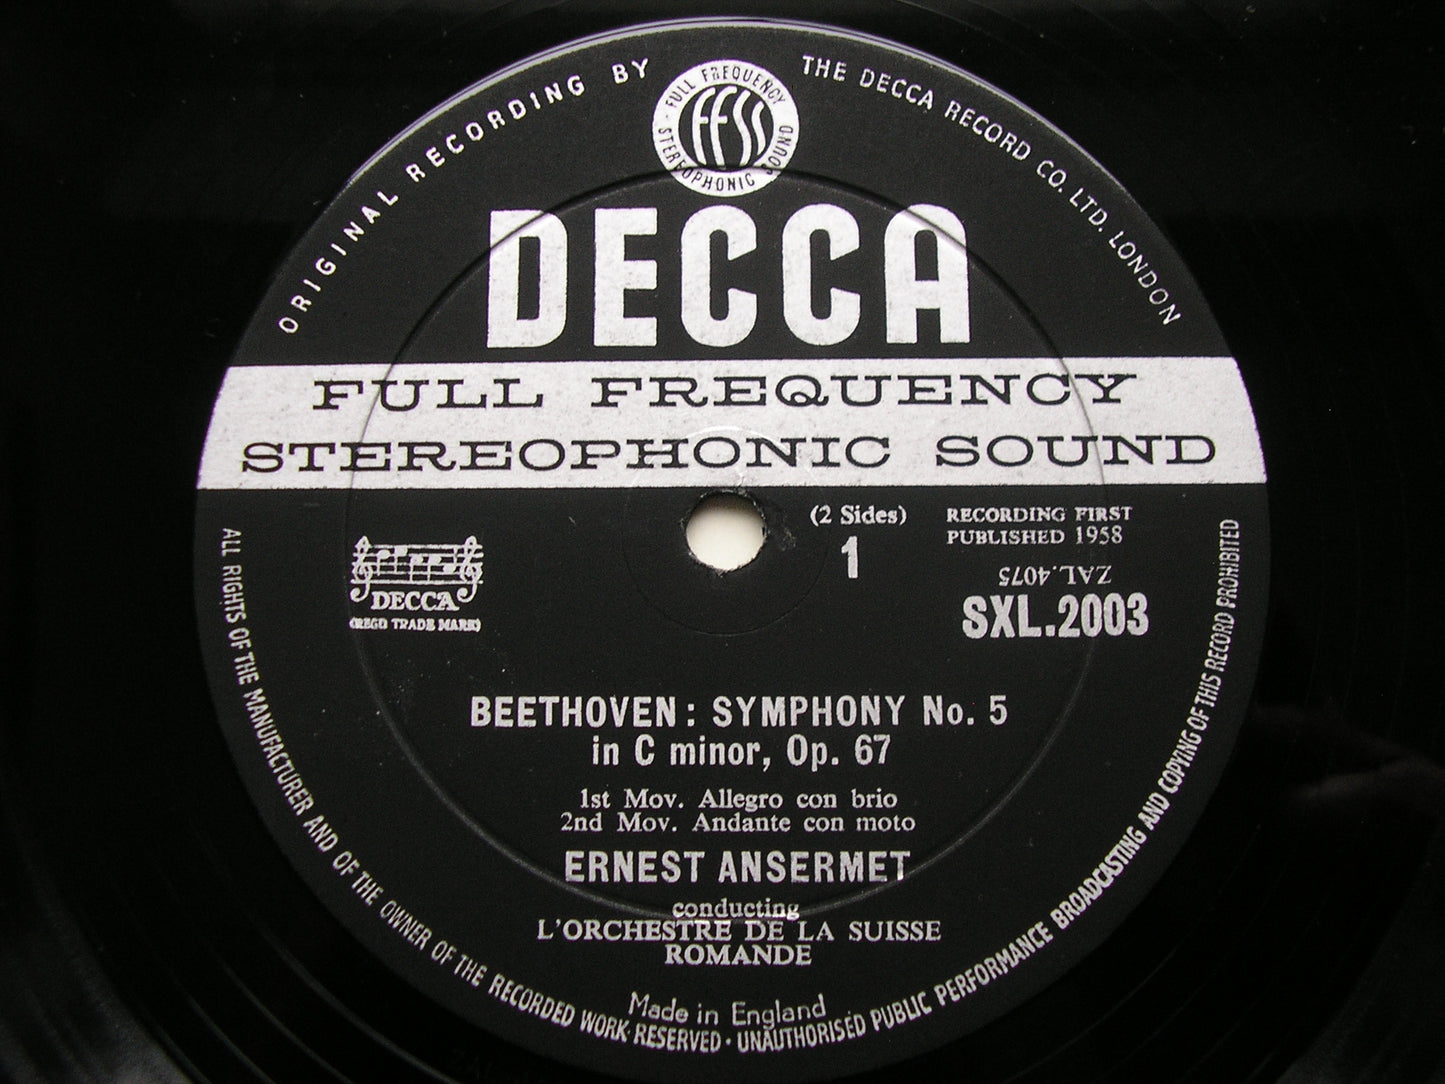 ORIGINAL RECORDING BY
THE DECCA RECORD CO. LTD. LONDON
FULL FREQUENCY
FFSS
STEREOPHONIC SOUND
DECCA
FULL FREQUENCY
STEREOPHONIC SOUND
(2 Sides)
1
RECORDING FIRST
PUBLISHED 1958
ZAL.4075
SXL.2003
DECCA
(REGD TRADE MARK)
BEETHOVEN: SYMPHONY No. 5
in C minor, Op. 67
1st Mov. Allegro con brio
2nd Mov. Andante con moto
ERNEST ANSERMET
conducting
L'ORCHESTRE DE LA SUISSE
ROMANDE
Made in England
ALL RIGHTS OF THE MANUFACTURER AND OF THE OWNER OF THE RECORDED WORK RESERVED · UNAUTHORISED PUBLIC PERFORMANCE BROADCASTING AND COPYING OF THIS RECORD PROHIBITED